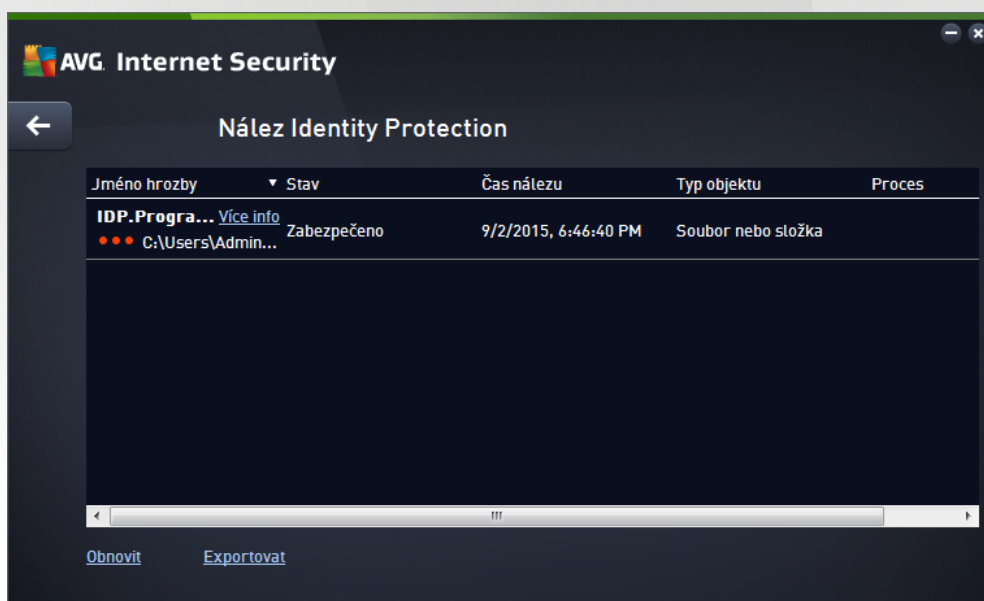 AVG. Internet Security
Nález Identity Protection
Jméno hrozby Stav Čas nálezu Typ objektu Proces
IDP.Progra... Více info
C:\Users\Admin...
Zabezpečeno 9/2/2015, 6:46:40 PM Soubor nebo složka
Obnovit Exportovat